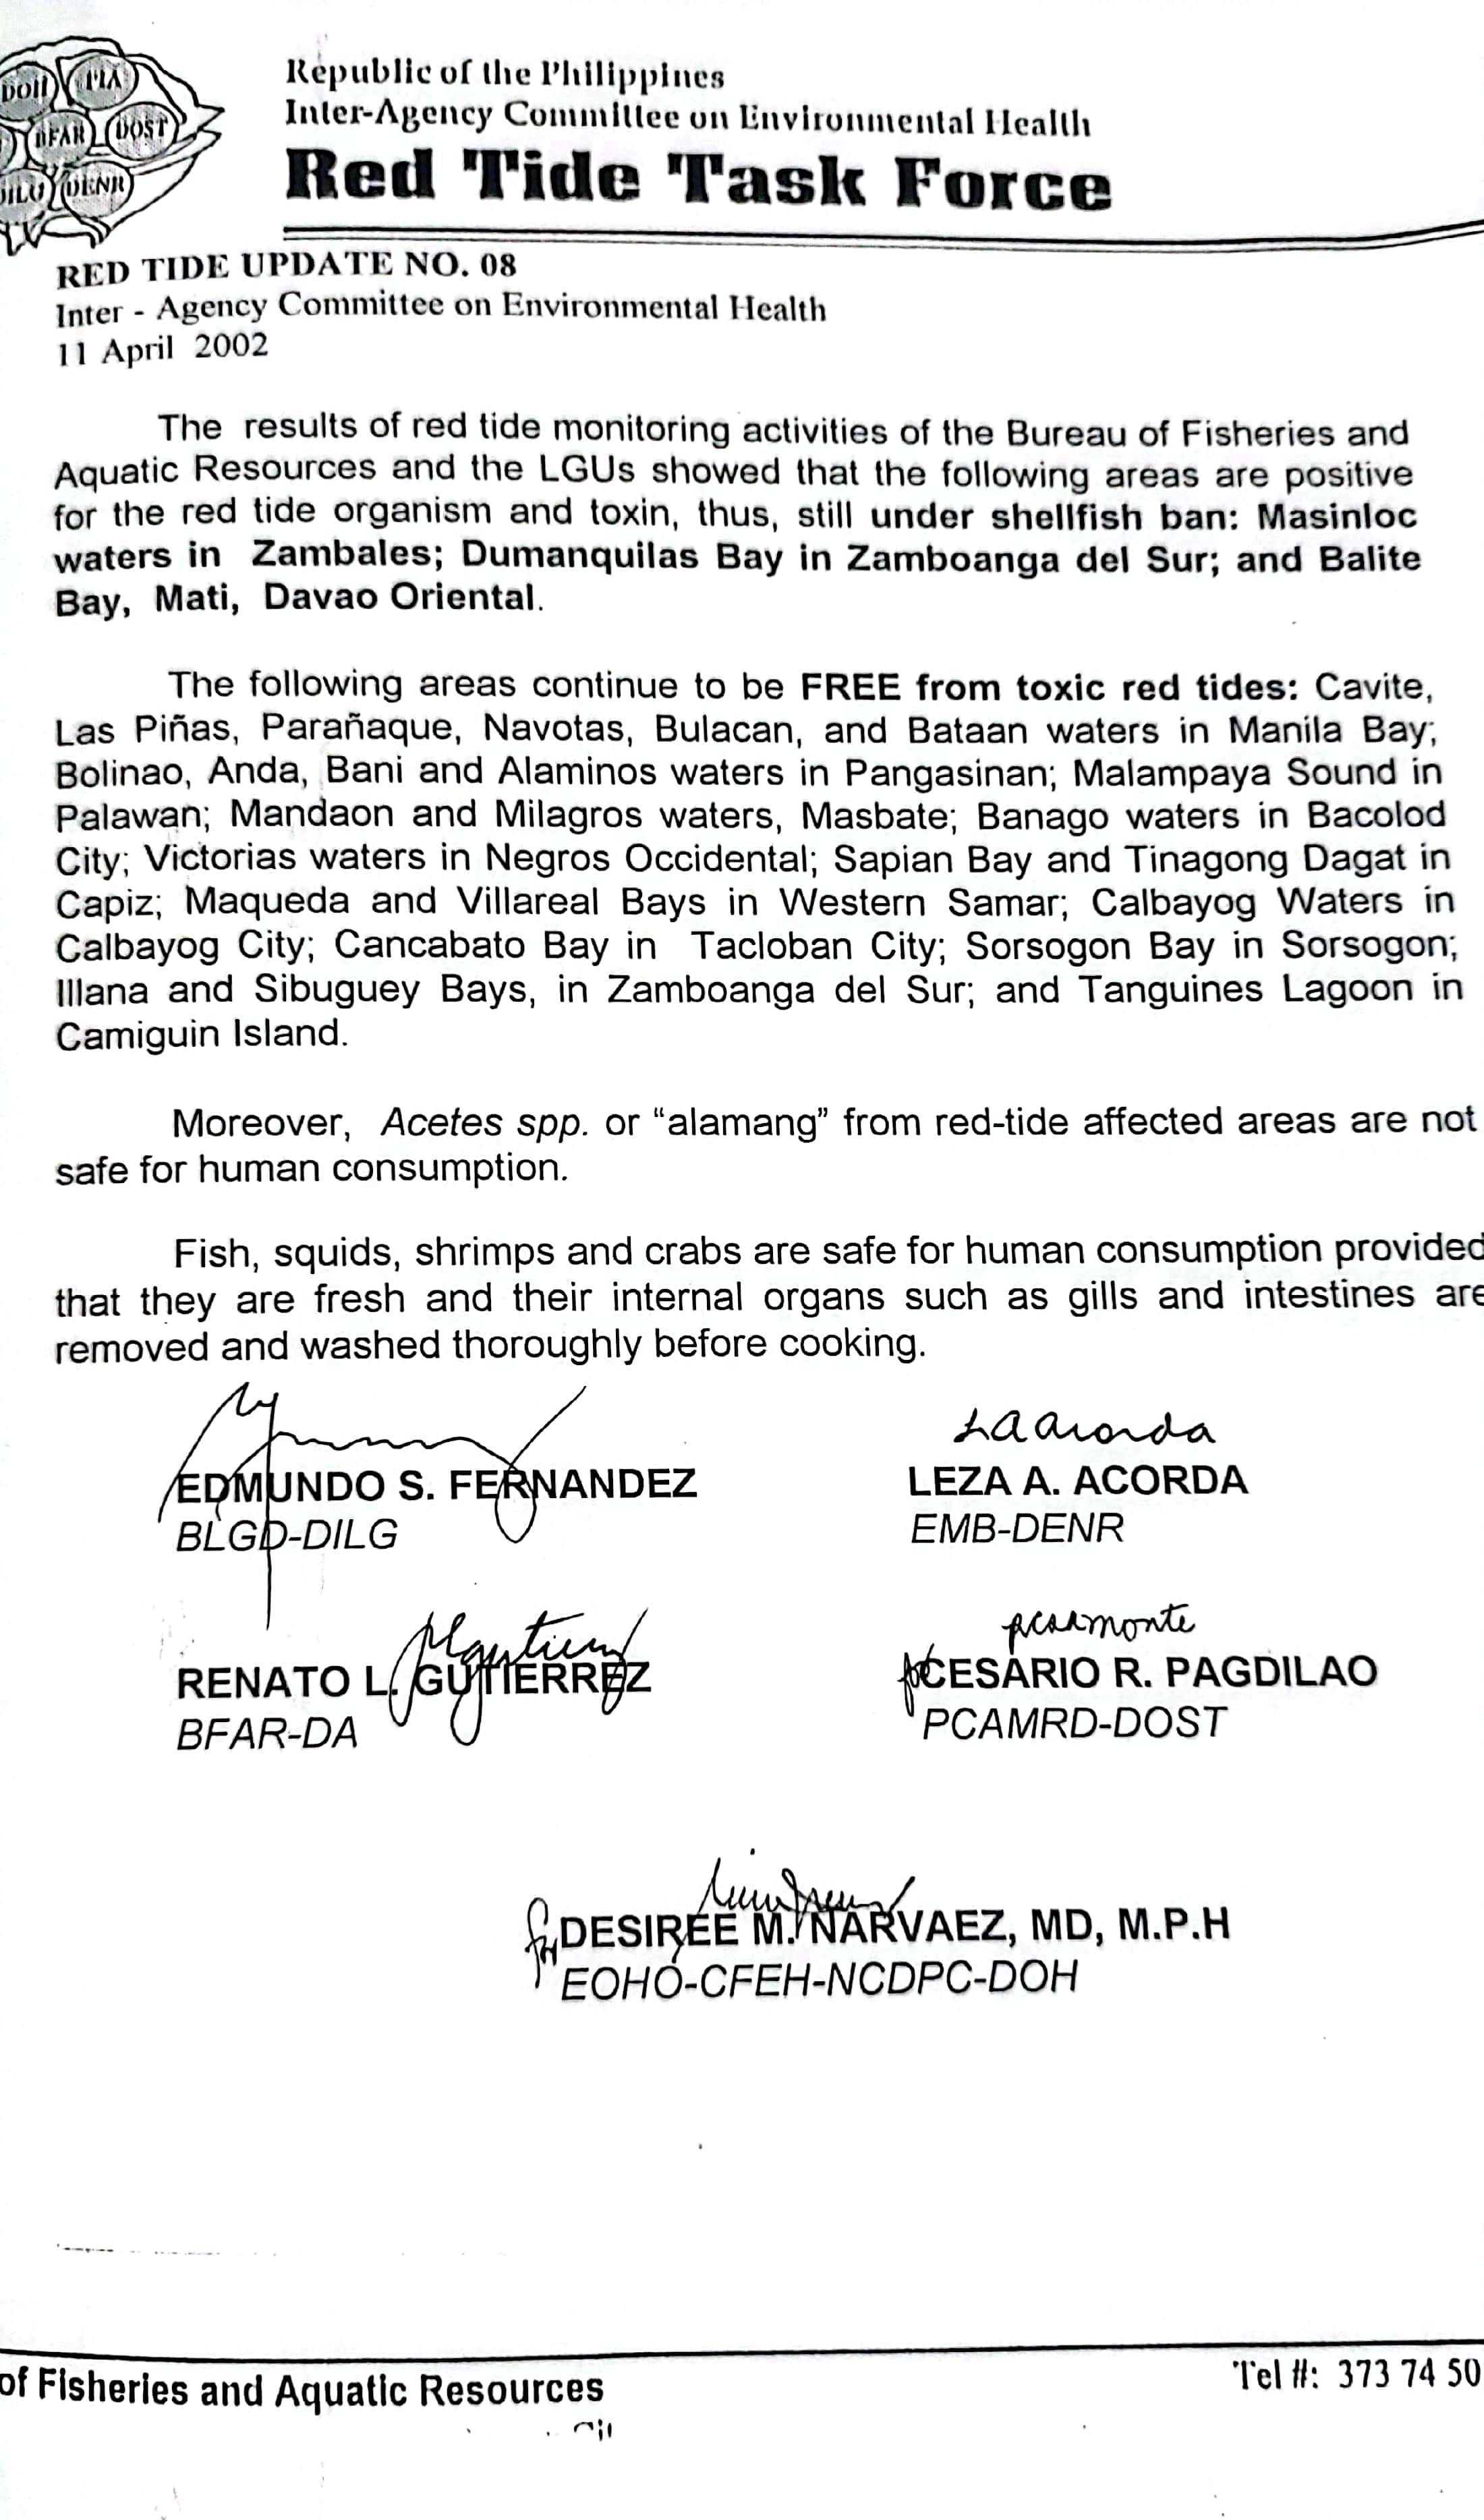 DOH PIA
BFAR DOST
DILG DENR
Republic of the Philippines
Inter-Agency Committee on Environmental Health
Red Tide Task Force
RED TIDE UPDATE NO. 08
Inter - Agency Committee on Environmental Health
11 April 2002
The results of red tide monitoring activities of the Bureau of Fisheries and
Aquatic Resources and the LGUs showed that the following areas are positive
for the red tide organism and toxin, thus, still under shellfish ban: Masinloc
waters in Zambales; Dumanquilas Bay in Zamboanga del Sur; and Balite
Bay, Mati, Davao Oriental.
The following areas continue to be FREE from toxic red tides: Cavite,
Las Piñas, Parañaque, Navotas, Bulacan, and Bataan waters in Manila Bay;
Bolinao, Anda, Bani and Alaminos waters in Pangasinan; Malampaya Sound in
Palawan; Mandaon and Milagros waters, Masbate; Banago waters in Bacolod
City; Victorias waters in Negros Occidental; Sapian Bay and Tinagong Dagat in
Capiz; Maqueda and Villareal Bays in Western Samar; Calbayog Waters in
Calbayog City; Cancabato Bay in Tacloban City; Sorsogon Bay in Sorsogon;
Illana and Sibuguey Bays, in Zamboanga del Sur; and Tanguines Lagoon in
Camiguin Island.
Moreover, Acetes spp. or “alamang” from red-tide affected areas are not
safe for human consumption.
Fish, squids, shrimps and crabs are safe for human consumption provided
that they are fresh and their internal organs such as gills and intestines are
removed and washed thoroughly before cooking.
EDMUNDO S. FERNANDEZ
BLGD-DILG
LAAcorda
LEZA A. ACORDA
EMB-DENR
RENATO L. GUTIERREZ
BFAR-DA
CESARIO R. PAGDILAO
PCAMRD-DOST
DESIREE M. NARVAEZ, MD, M.P.H
EOHO-CFEH-NCDPC-DOH
of Fisheries and Aquatic Resources
Tel #: 373 74 50